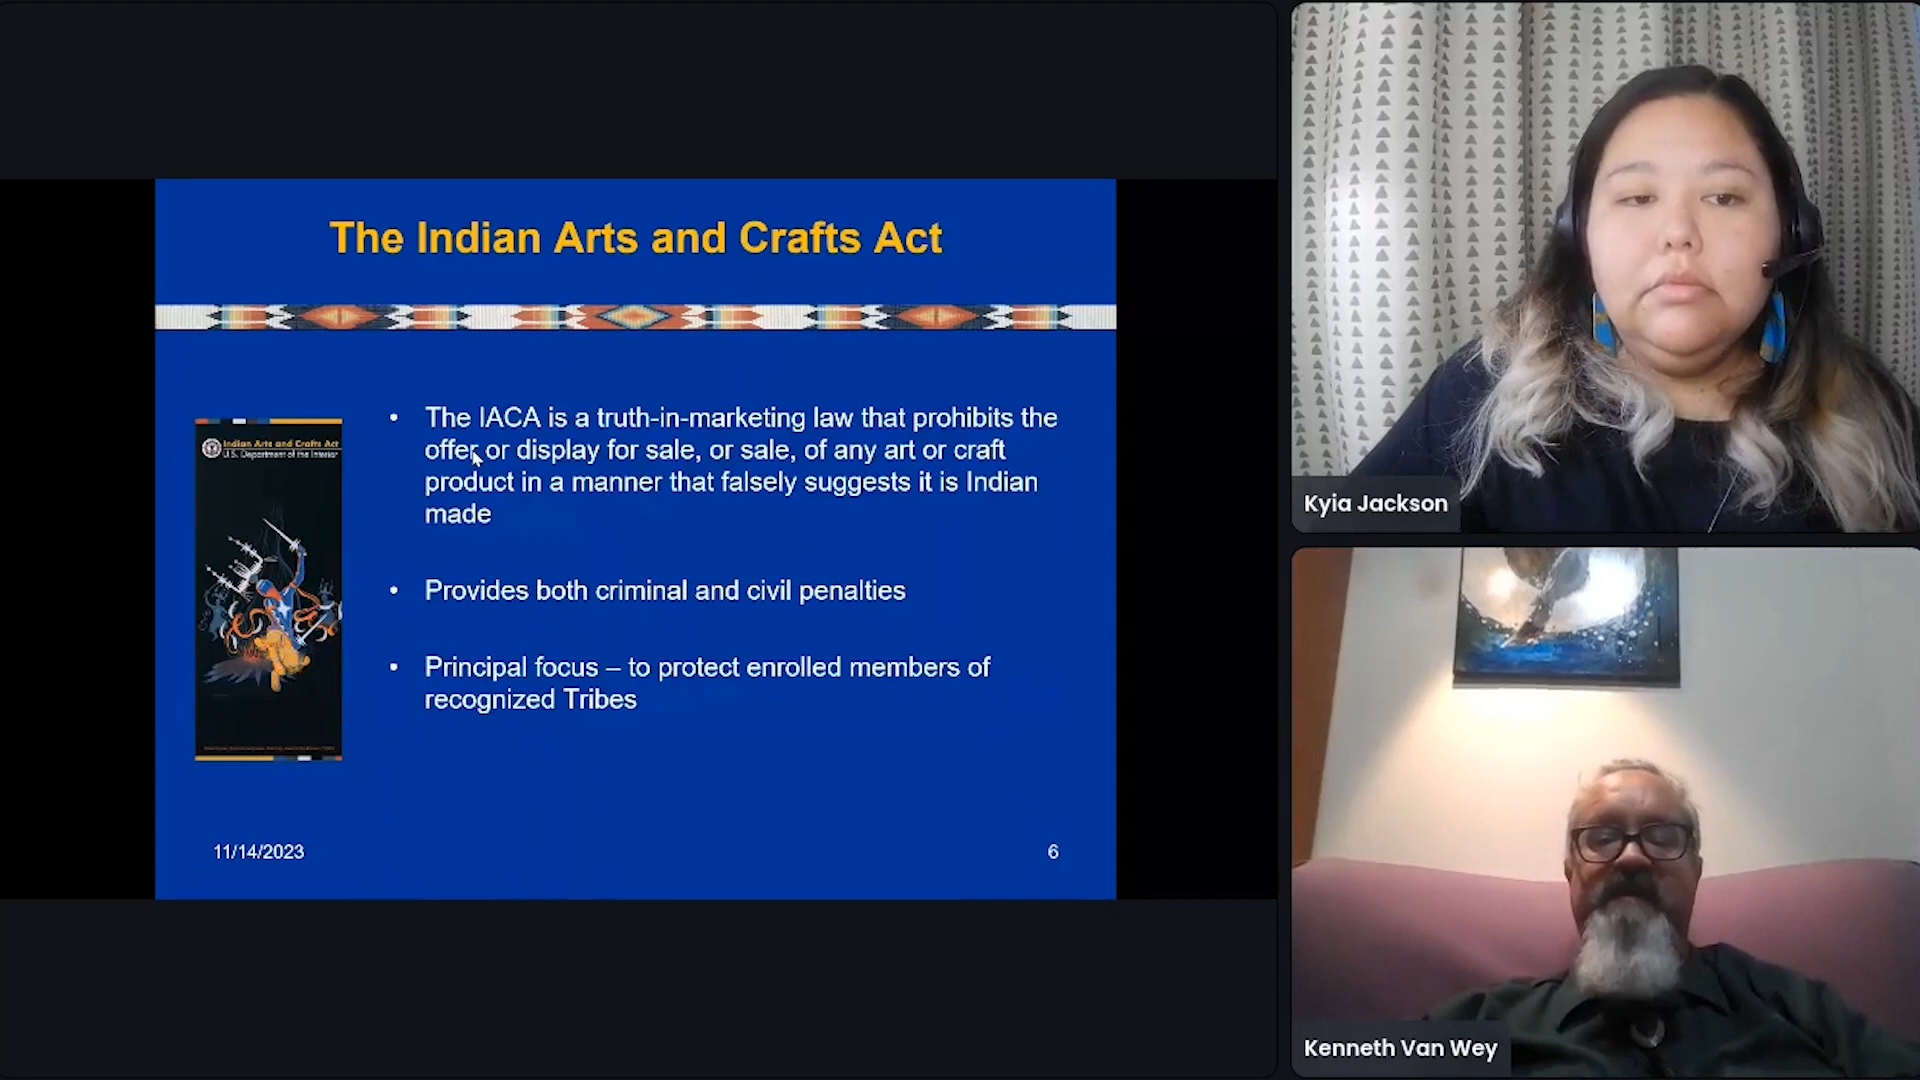 The Indian Arts and Crafts Act
Indian Arts and Crafts Act
U.S. Department of the Interior
• The IACA is a truth-in-marketing law that prohibits the
offer or display for sale, or sale, of any art or craft
product in a manner that falsely suggests it is Indian
made
• Provides both criminal and civil penalties
• Principal focus – to protect enrolled members of
recognized Tribes
11/14/2023
6
Kyia Jackson
Kenneth Van Wey